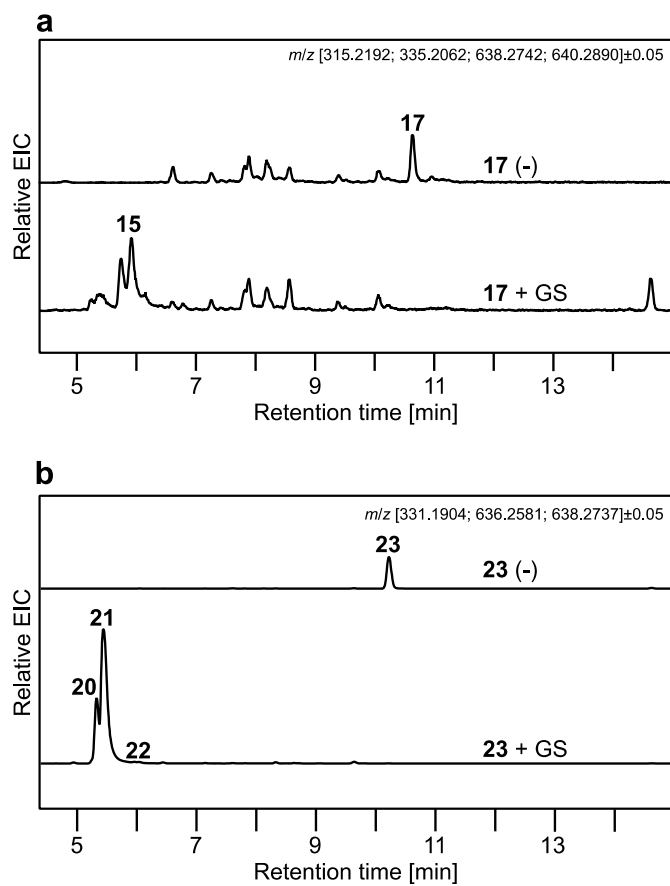 a
m/z [315.2192; 335.2062; 638.2742; 640.2890]±0.05
17
17 (-)
15
17 + GS
Relative EIC
5 7 9 11 13
Retention time [min]
b
m/z [331.1904; 636.2581; 638.2737]±0.05
23
23 (-)
21
20
22
23 + GS
Relative EIC
5 7 9 11 13
Retention time [min]